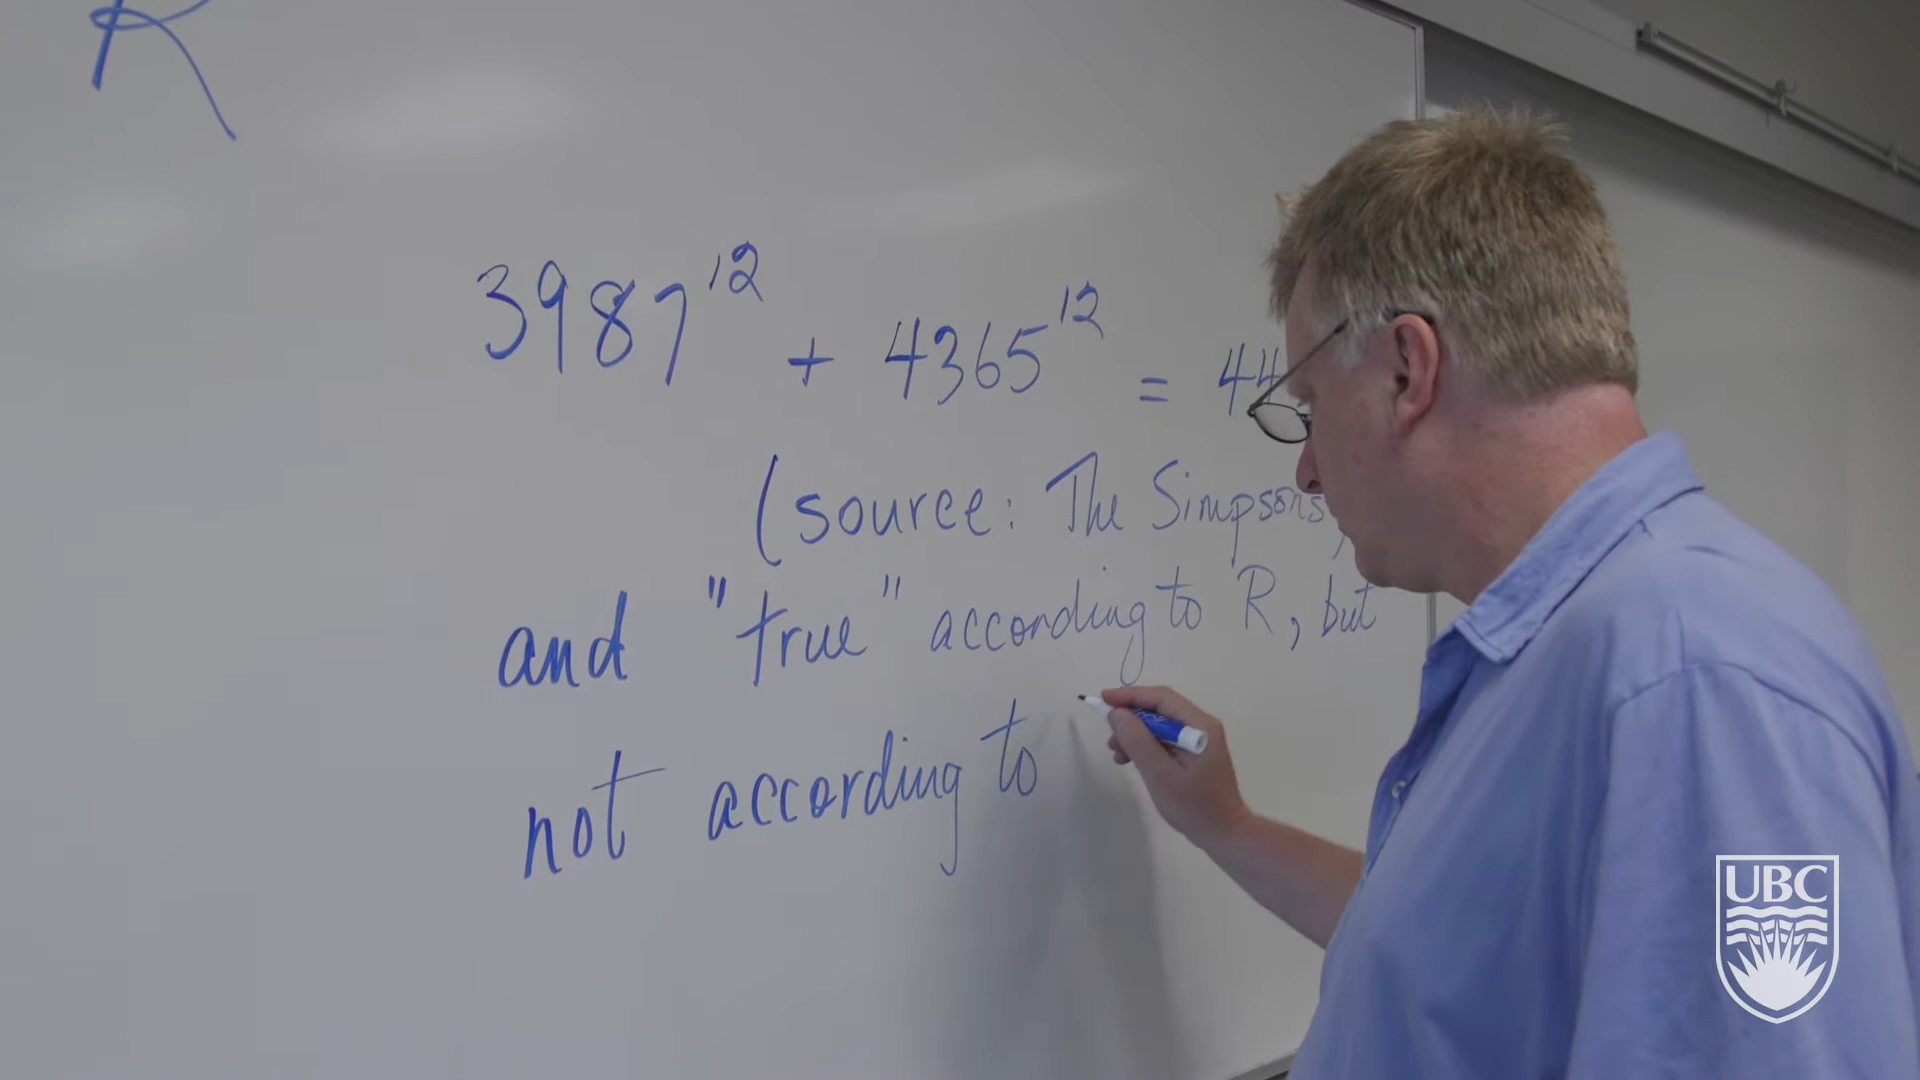 R
3987¹² + 4365¹² = 44
(source: The Simpsons)
and "true" according to R, but
not according to
UBC